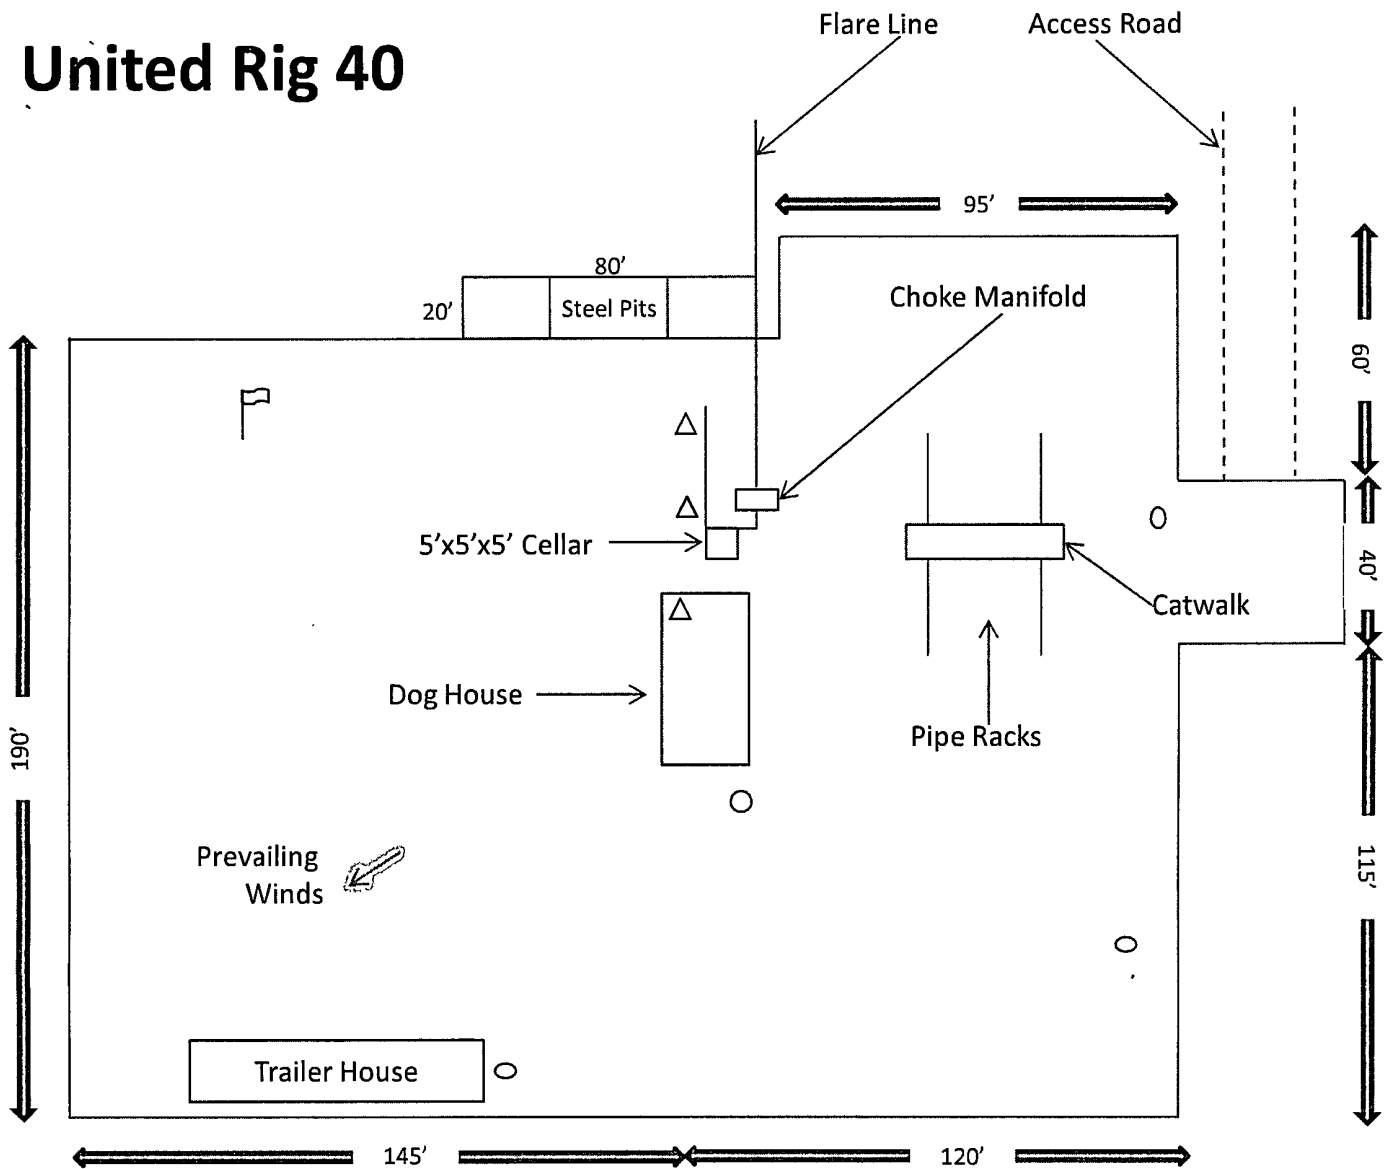 Flare Line
Access Road
United Rig 40
95’
80’
Choke Manifold
20’
Steel Pits
60’
5’x5’x5’ Cellar
40’
Catwalk
Dog House
Pipe Racks
190’
Prevailing
Winds
115’
Trailer House
145’
120’